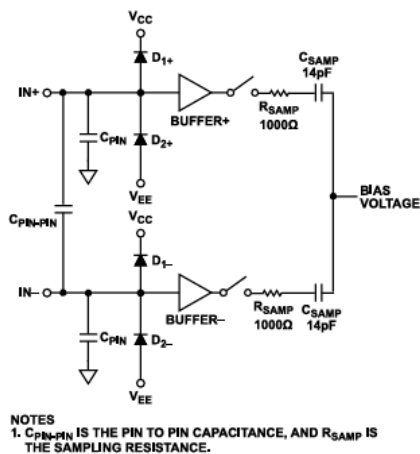 VCC
D1+
CSAMP
14pF
IN+
BUFFER+
RSAMP
1000Ω
CPIN
D2+
VEE
CPIN-PIN
VCC
BIAS
VOLTAGE
D1–
IN–
BUFFER–
RSAMP
1000Ω
CSAMP
14pF
CPIN
D2–
VEE
NOTES
1. CPIN-PIN IS THE PIN TO PIN CAPACITANCE, AND RSAMP IS
THE SAMPLING RESISTANCE.